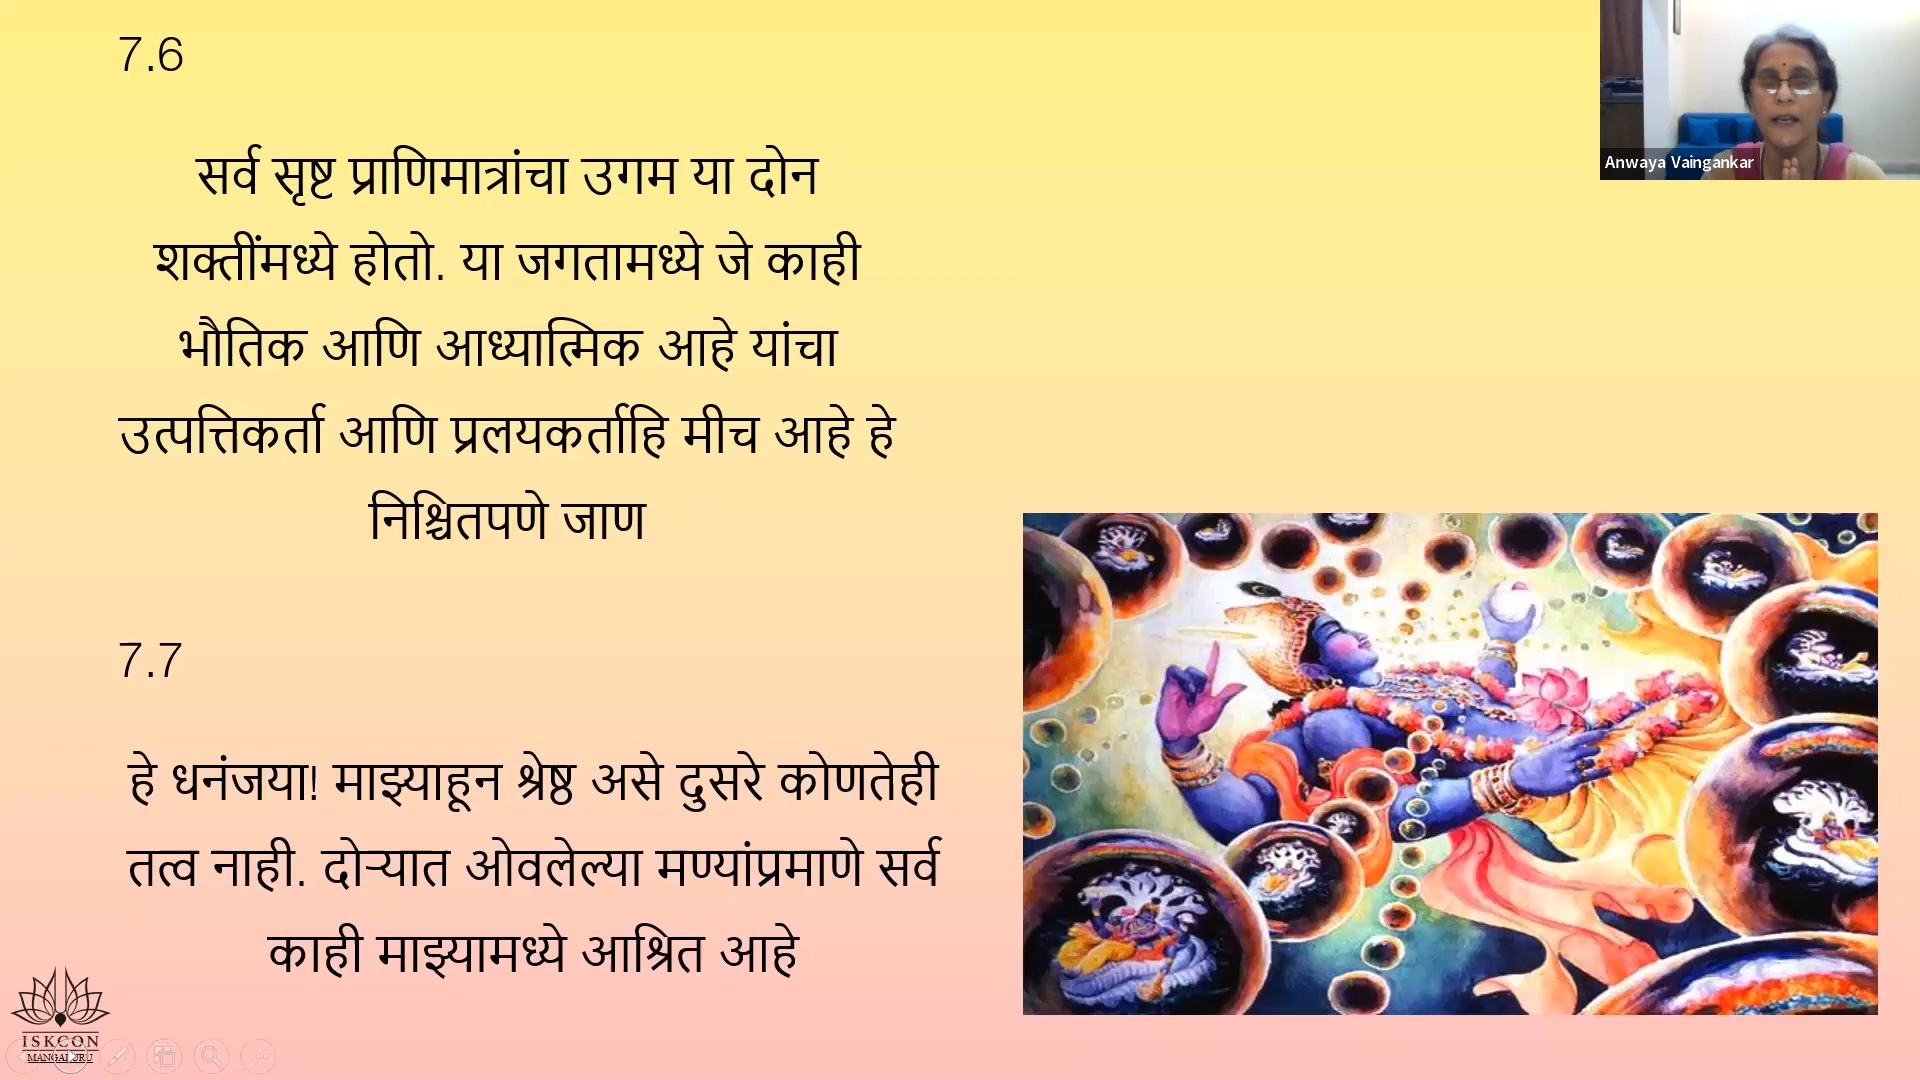 7.6
सर्व सृष्ट प्राणिमात्रांचा उगम या दोन
शक्तींमध्ये होतो. या जगतामध्ये जे काही
भौतिक आणि आध्यात्मिक आहे यांचा
उत्पत्तिकर्ता आणि प्रलयकर्ताहि मीच आहे हे
निश्चितपणे जाण
7.7
हे धनंजया! माझ्याहून श्रेष्ठ असे दुसरे कोणतेही
तत्व नाही. दोऱ्यात ओवलेल्या मण्यांप्रमाणे सर्व
काही माझ्यामध्ये आश्रित आहे
Anwaya Vaingankar
ISKCON
MANGALURU